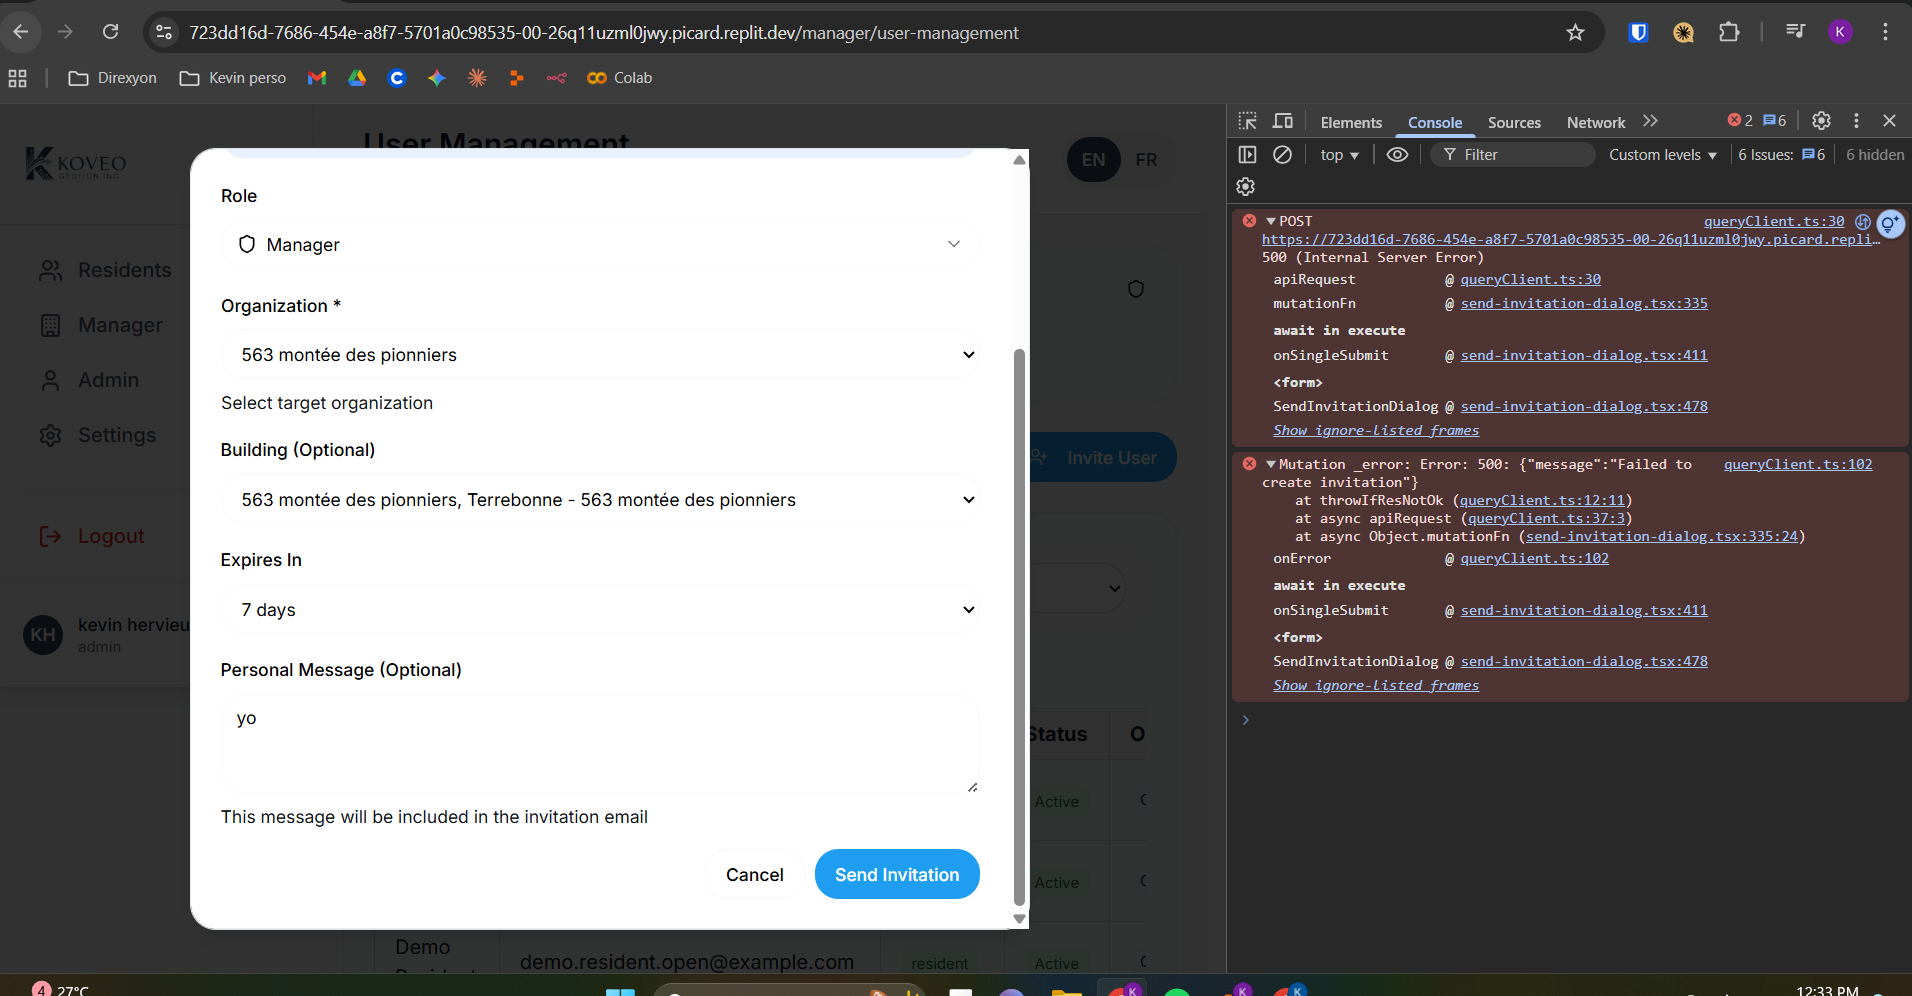 723dd16d-7686-454e-a8f7-5701a0c98535-00-26q11uzml0jwy.picard.replit.dev/manager/user-management
K
Direxyon
Kevin perso
Colab
KOVEO
GESTION INC
Residents
Manager
Admin
Settings
Logout
KH
kevin hervieu
admin
User Management
EN
FR
Invite User
Status
O
Active
Active
Demo
demo.resident.open@example.com
resident
Active
Role
Manager
Organization *
563 montée des pionniers
Select target organization
Building (Optional)
563 montée des pionniers, Terrebonne - 563 montée des pionniers
Expires In
7 days
Personal Message (Optional)
yo
This message will be included in the invitation email
Cancel
Send Invitation
Elements
Console
Sources
Network
2
6
top
Filter
Custom levels
6 Issues:
6
6 hidden
POST
queryClient.ts:30
https://723dd16d-7686-454e-a8f7-5701a0c98535-00-26q11uzml0jwy.picard.repli…
500 (Internal Server Error)
apiRequest @ queryClient.ts:30
mutationFn @ send-invitation-dialog.tsx:335
await in execute
onSingleSubmit @ send-invitation-dialog.tsx:411
<form>
SendInvitationDialog @ send-invitation-dialog.tsx:478
Show ignore-listed frames
Mutation _error: Error: 500: {"message":"Failed to
queryClient.ts:102
create invitation"}
at throwIfResNotOk (queryClient.ts:12:11)
at async apiRequest (queryClient.ts:37:3)
at async Object.mutationFn (send-invitation-dialog.tsx:335:24)
onError @ queryClient.ts:102
await in execute
onSingleSubmit @ send-invitation-dialog.tsx:411
<form>
SendInvitationDialog @ send-invitation-dialog.tsx:478
Show ignore-listed frames
4
27°C
K
K
K
12:33 PM